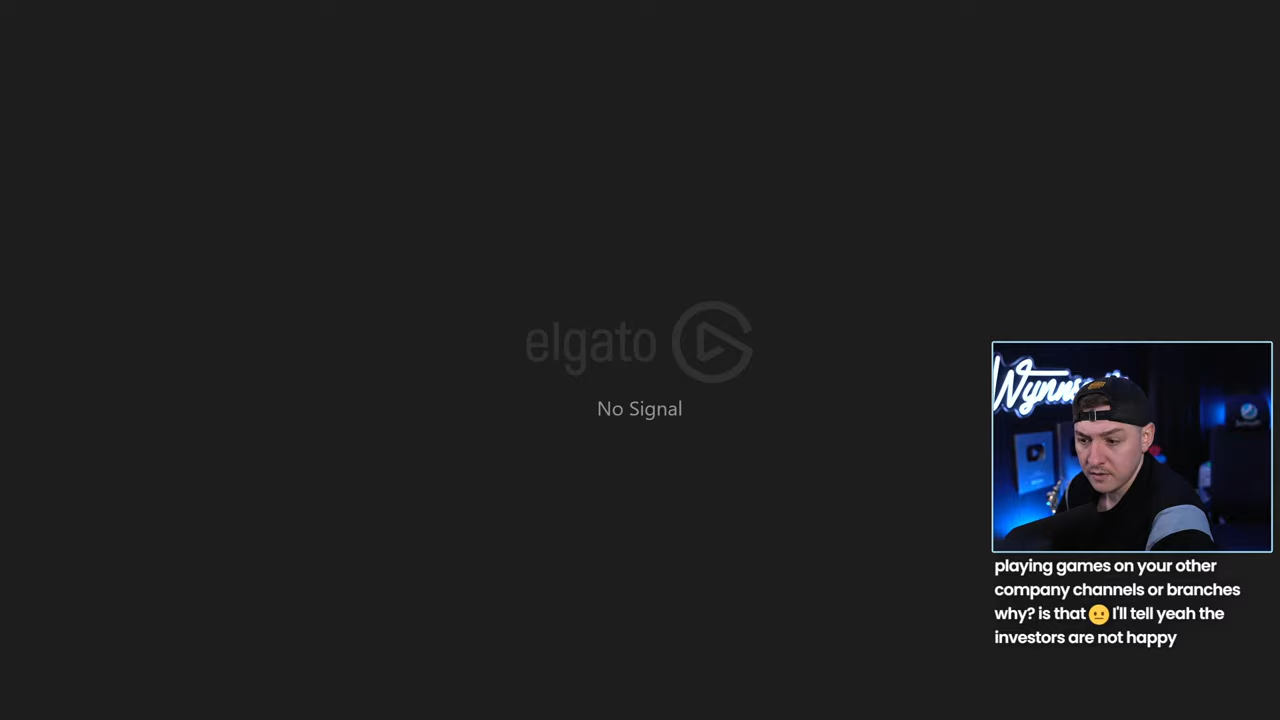 elgato
No Signal
playing games on your other
company channels or branches
why? is that 😐 I'll tell yeah the
investors are not happy